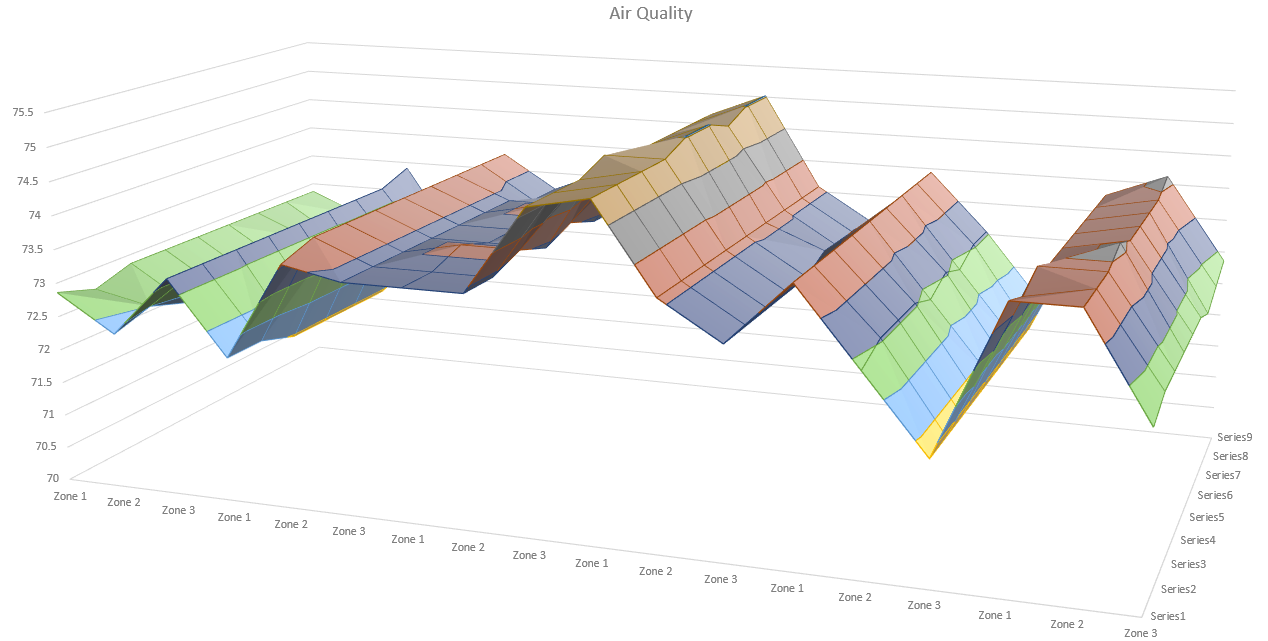 Air Quality
75.5
75
74.5
74
73.5
73
72.5
72
71.5
71
70.5
70
Zone 1
Zone 2
Zone 3
Zone 1
Zone 2
Zone 3
Zone 1
Zone 2
Zone 3
Zone 1
Zone 2
Zone 3
Zone 1
Zone 2
Zone 3
Zone 1
Zone 2
Zone 3
Series9
Series8
Series7
Series6
Series5
Series4
Series3
Series2
Series1